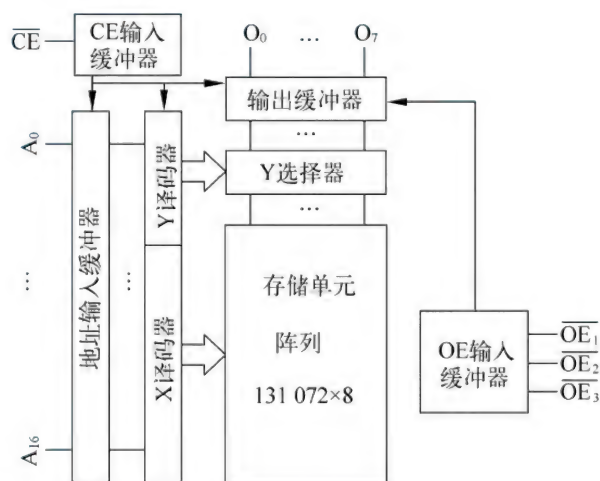 CE
CE输入
缓冲器
O₀ … O₇
输出缓冲器
…
A₀
…
A₁₆
地址输入缓冲器
…
Y译码器
X译码器
Y选择器
…
存储单元
阵列
131 072×8
OE输入
缓冲器
OE₁
OE₂
OE₃